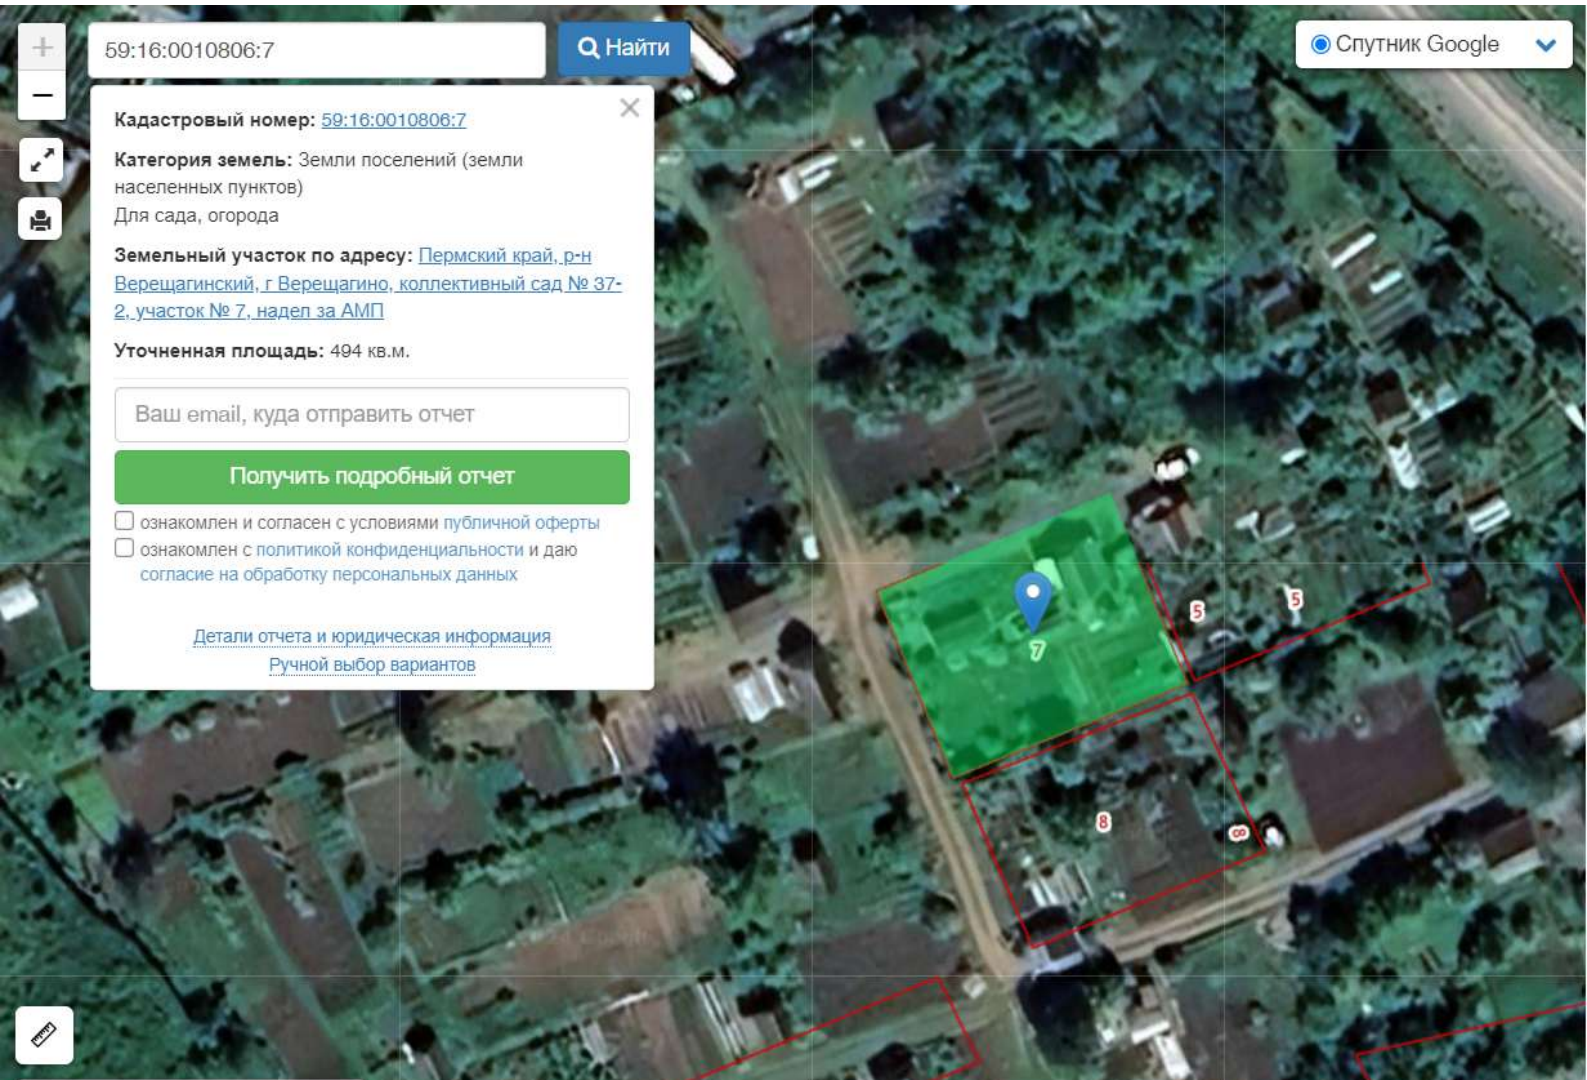 59:16:0010806:7
Найти
Спутник Google
Кадастровый номер: 59:16:0010806:7
Категория земель: Земли поселений (земли
населенных пунктов)
Для сада, огорода
Земельный участок по адресу: Пермский край, р-н
Верещагинский, г Верещагино, коллективный сад № 37-
2, участок № 7, надел за АМП
Уточненная площадь: 494 кв.м.
Ваш email, куда отправить отчет
Получить подробный отчет
ознакомлен и согласен с условиями публичной оферты
ознакомлен с политикой конфиденциальности и даю
согласие на обработку персональных данных
Детали отчета и юридическая информация
Ручной выбор вариантов
5
5
7
8
8